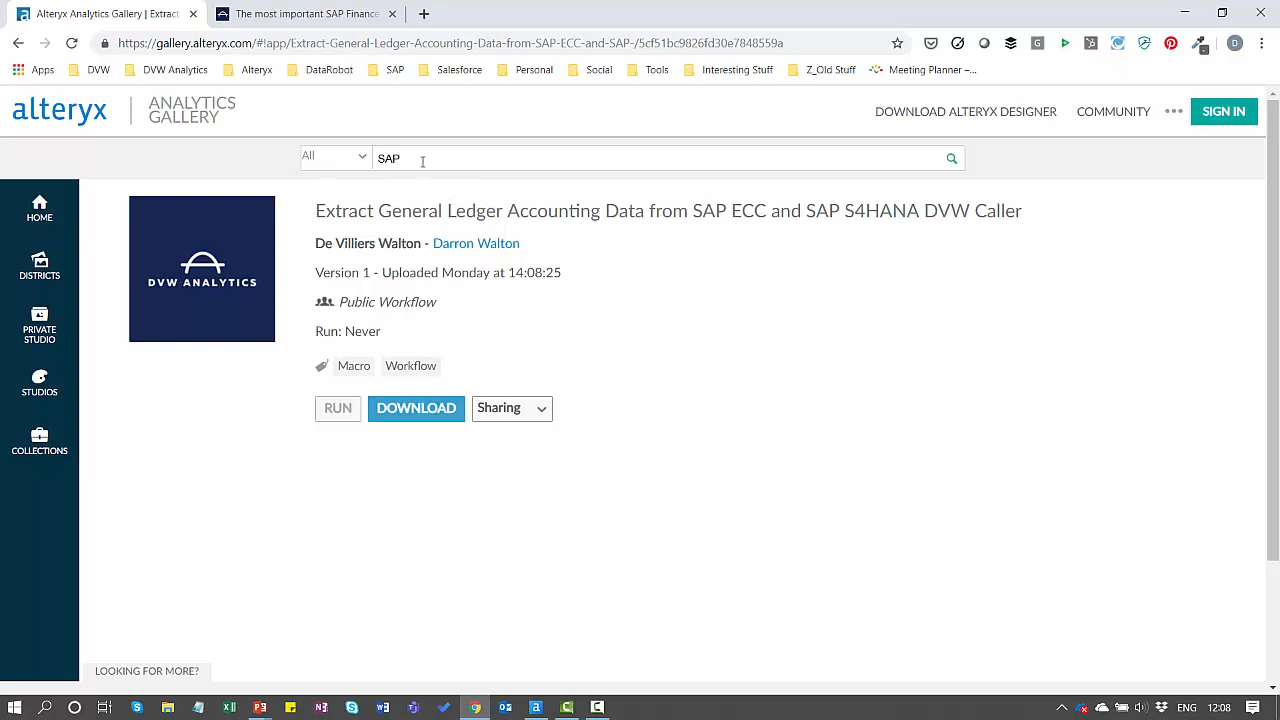 Alteryx Analytics Gallery | Extract
The most important SAP Finance
https://gallery.alteryx.com/#!app/Extract-General-Ledger-Accounting-Data-from-SAP-ECC-and-SAP-/5cf51bc9826fd30e7848559a
Apps DVW DVW Analytics Alteryx DataRobot SAP Salesforce Personal Social Tools Interesting Stuff Z_Old Stuff Meeting Planner –...
alteryx
ANALYTICS
GALLERY
DOWNLOAD ALTERYX DESIGNER COMMUNITY SIGN IN
All SAP
HOME
DISTRICTS
PRIVATE
STUDIO
STUDIOS
COLLECTIONS
DVW ANALYTICS
Extract General Ledger Accounting Data from SAP ECC and SAP S4HANA DVW Caller
De Villiers Walton - Darron Walton
Version 1 - Uploaded Monday at 14:08:25
Public Workflow
Run: Never
Macro Workflow
RUN DOWNLOAD Sharing
LOOKING FOR MORE?
ENG 12:08